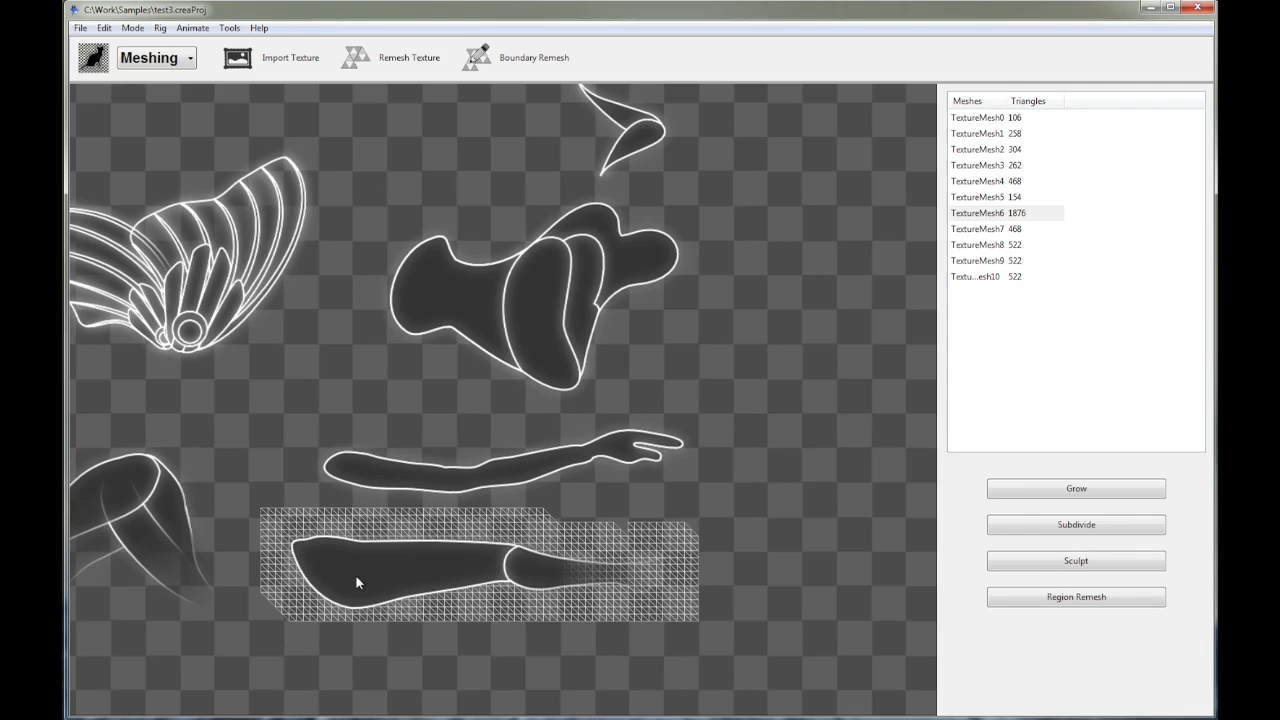 C:\Work\Samples\test3.creaProj
File Edit Mode Rig Animate Tools Help
Meshing Import Texture Remesh Texture Boundary Remesh
Meshes Triangles
TextureMesh0 106
TextureMesh1 258
TextureMesh2 304
TextureMesh3 262
TextureMesh4 468
TextureMesh5 154
TextureMesh6 1876
TextureMesh7 468
TextureMesh8 522
TextureMesh9 522
Textu...esh10 522
Grow
Subdivide
Sculpt
Region Remesh